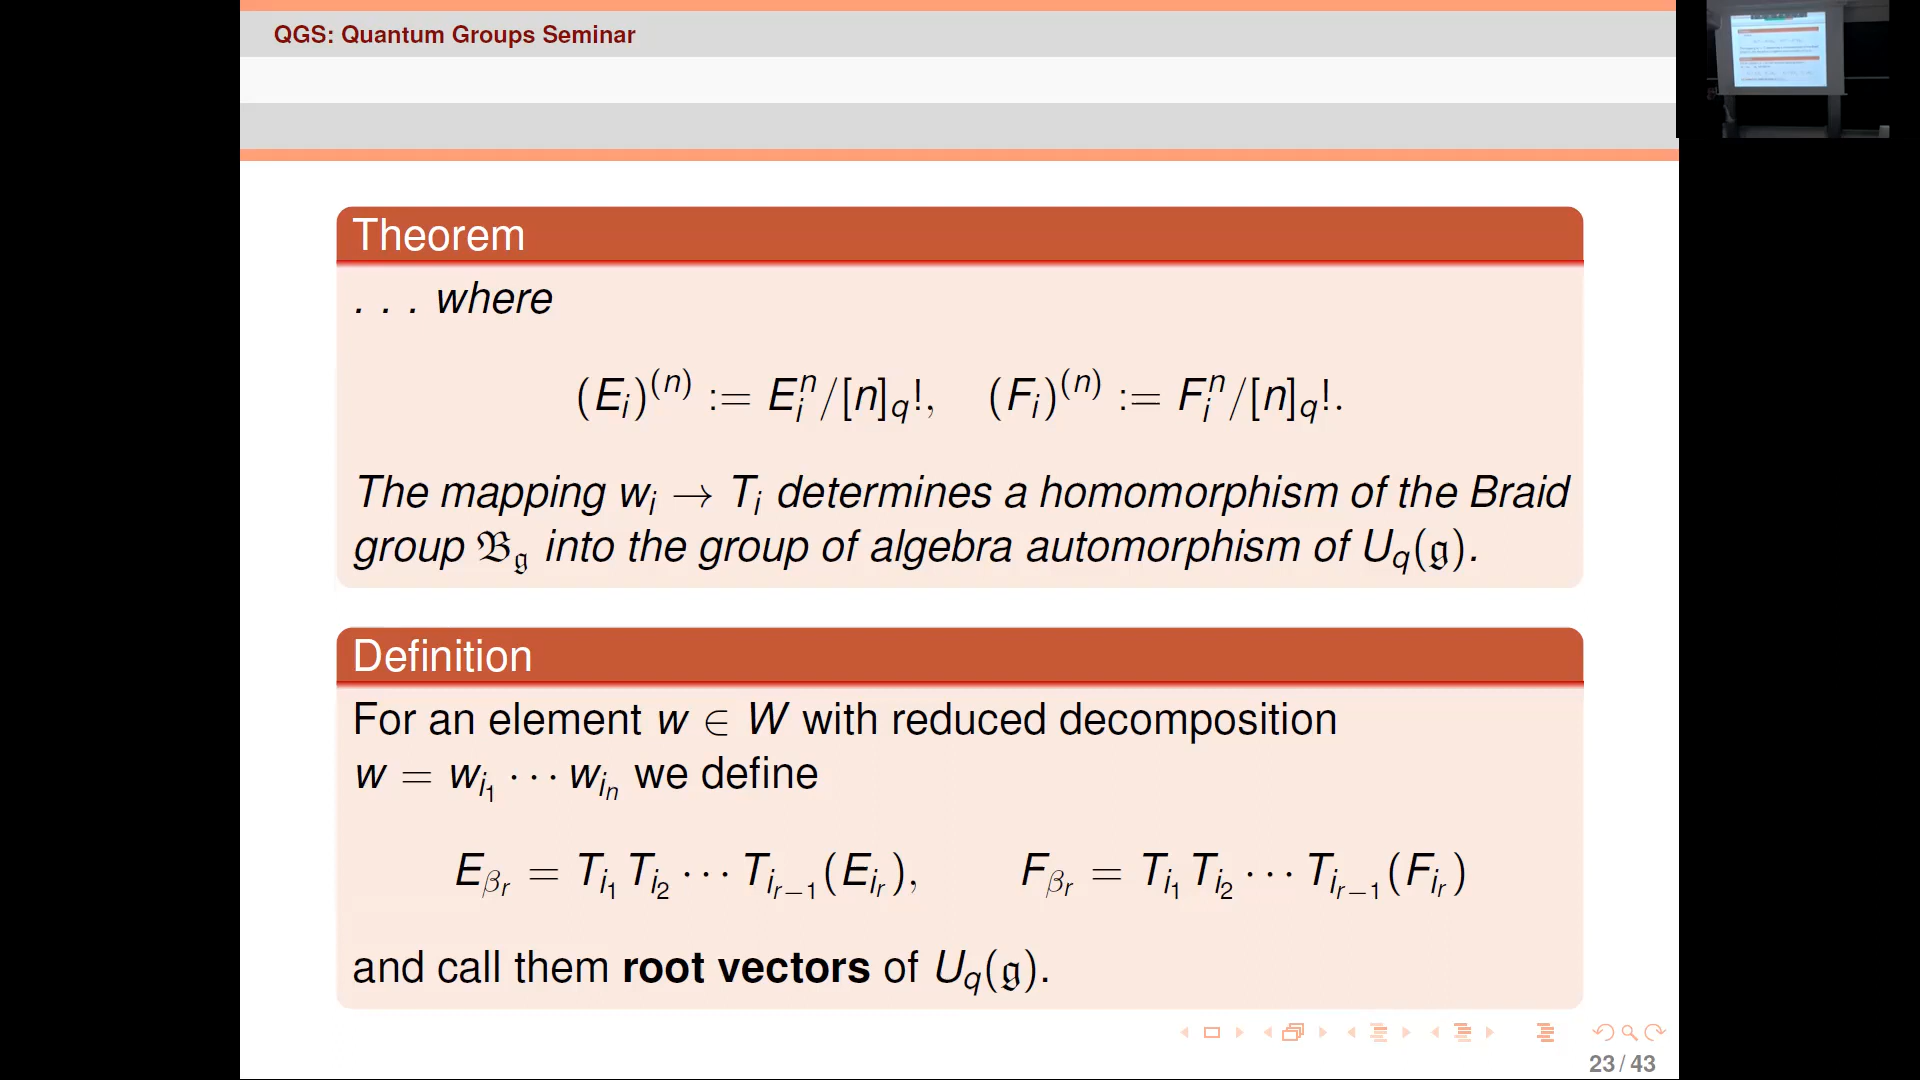 QGS: Quantum Groups Seminar
Theorem
. . . where
(E_i)^{(n)} := E_i^n/[n]_q!, (F_i)^{(n)} := F_i^n/[n]_q!.
The mapping w_i → T_i determines a homomorphism of the Braid
group 𝔅_𝔤 into the group of algebra automorphism of U_q(𝔤).
Definition
For an element w ∈ W with reduced decomposition
w = w_{i_1} ⋯ w_{i_n} we define
E_{β_r} = T_{i_1} T_{i_2} ⋯ T_{i_{r−1}}(E_{i_r}), F_{β_r} = T_{i_1} T_{i_2} ⋯ T_{i_{r−1}}(F_{i_r})
and call them root vectors of U_q(𝔤).
23 / 43